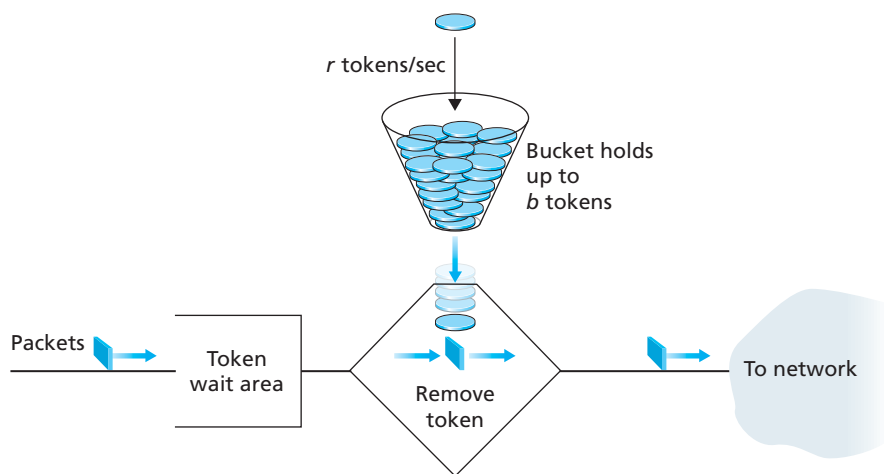 r tokens/sec
Bucket holds
up to
b tokens
Packets
Token
wait area
Remove
token
To network